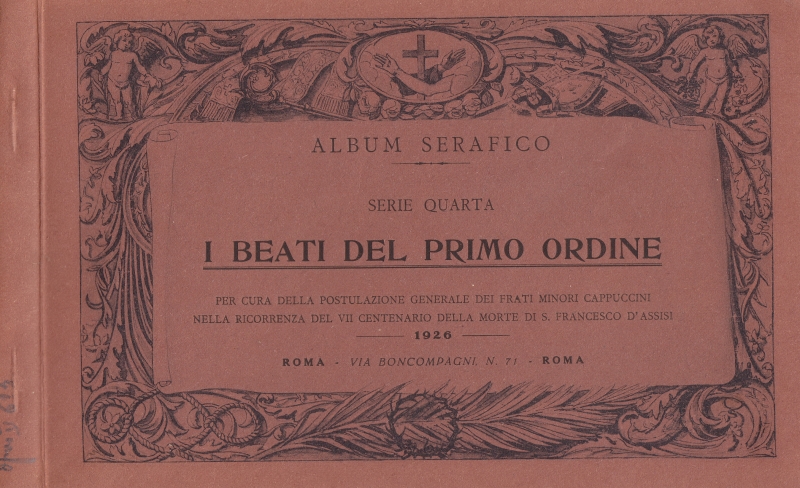 ALBUM SERAFICO
SERIE QUARTA
I BEATI DEL PRIMO ORDINE
PER CURA DELLA POSTULAZIONE GENERALE DEI FRATI MINORI CAPPUCCINI
NELLA RICORRENZA DEL VII CENTENARIO DELLA MORTE DI S. FRANCESCO D'ASSISI
1926
ROMA - VIA BONCOMPAGNI, N. 71 - ROMA